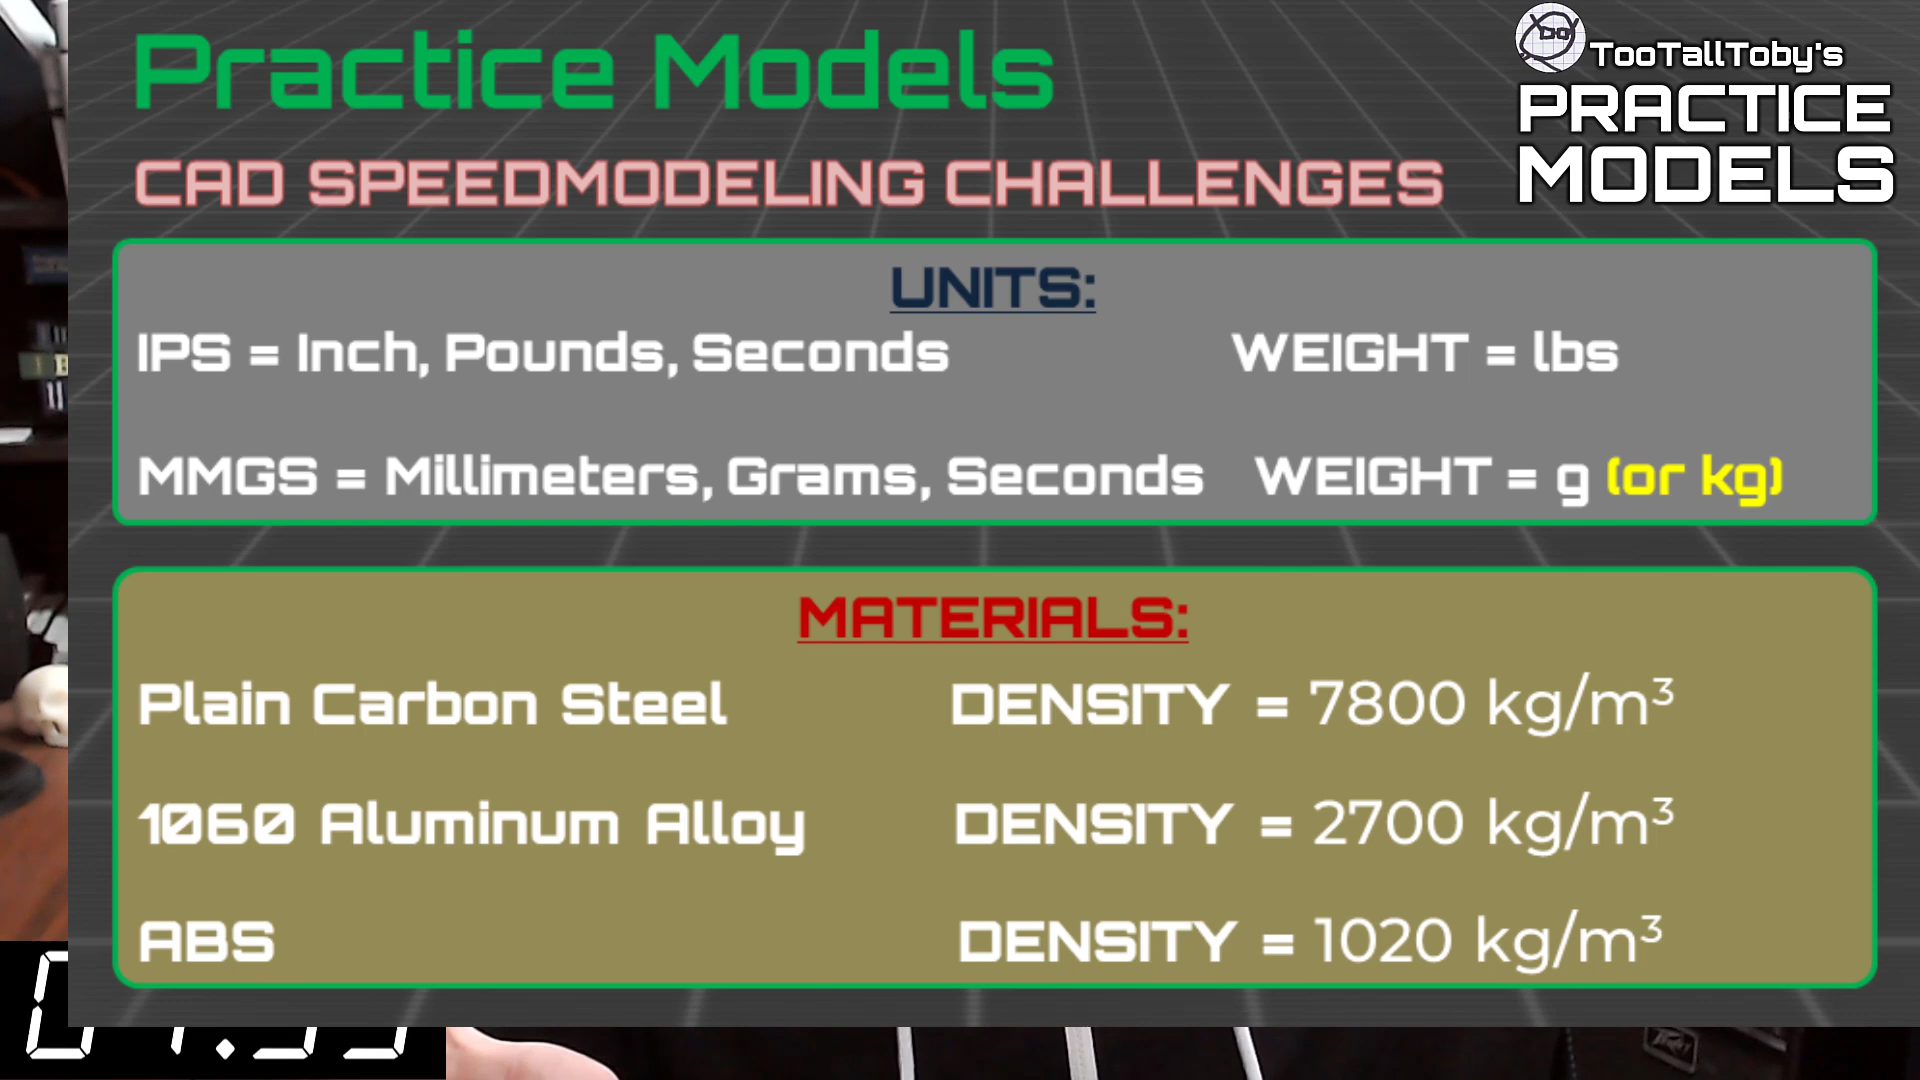 Practice Models
TooTallToby's
PRACTICE
MODELS
CAD SPEEDMODELING CHALLENGES
UNITS:
IPS = Inch, Pounds, Seconds WEIGHT = lbs
MMGS = Millimeters, Grams, Seconds WEIGHT = g (or kg)
MATERIALS:
Plain Carbon Steel DENSITY = 7800 kg/m³
1060 Aluminum Alloy DENSITY = 2700 kg/m³
ABS DENSITY = 1020 kg/m³